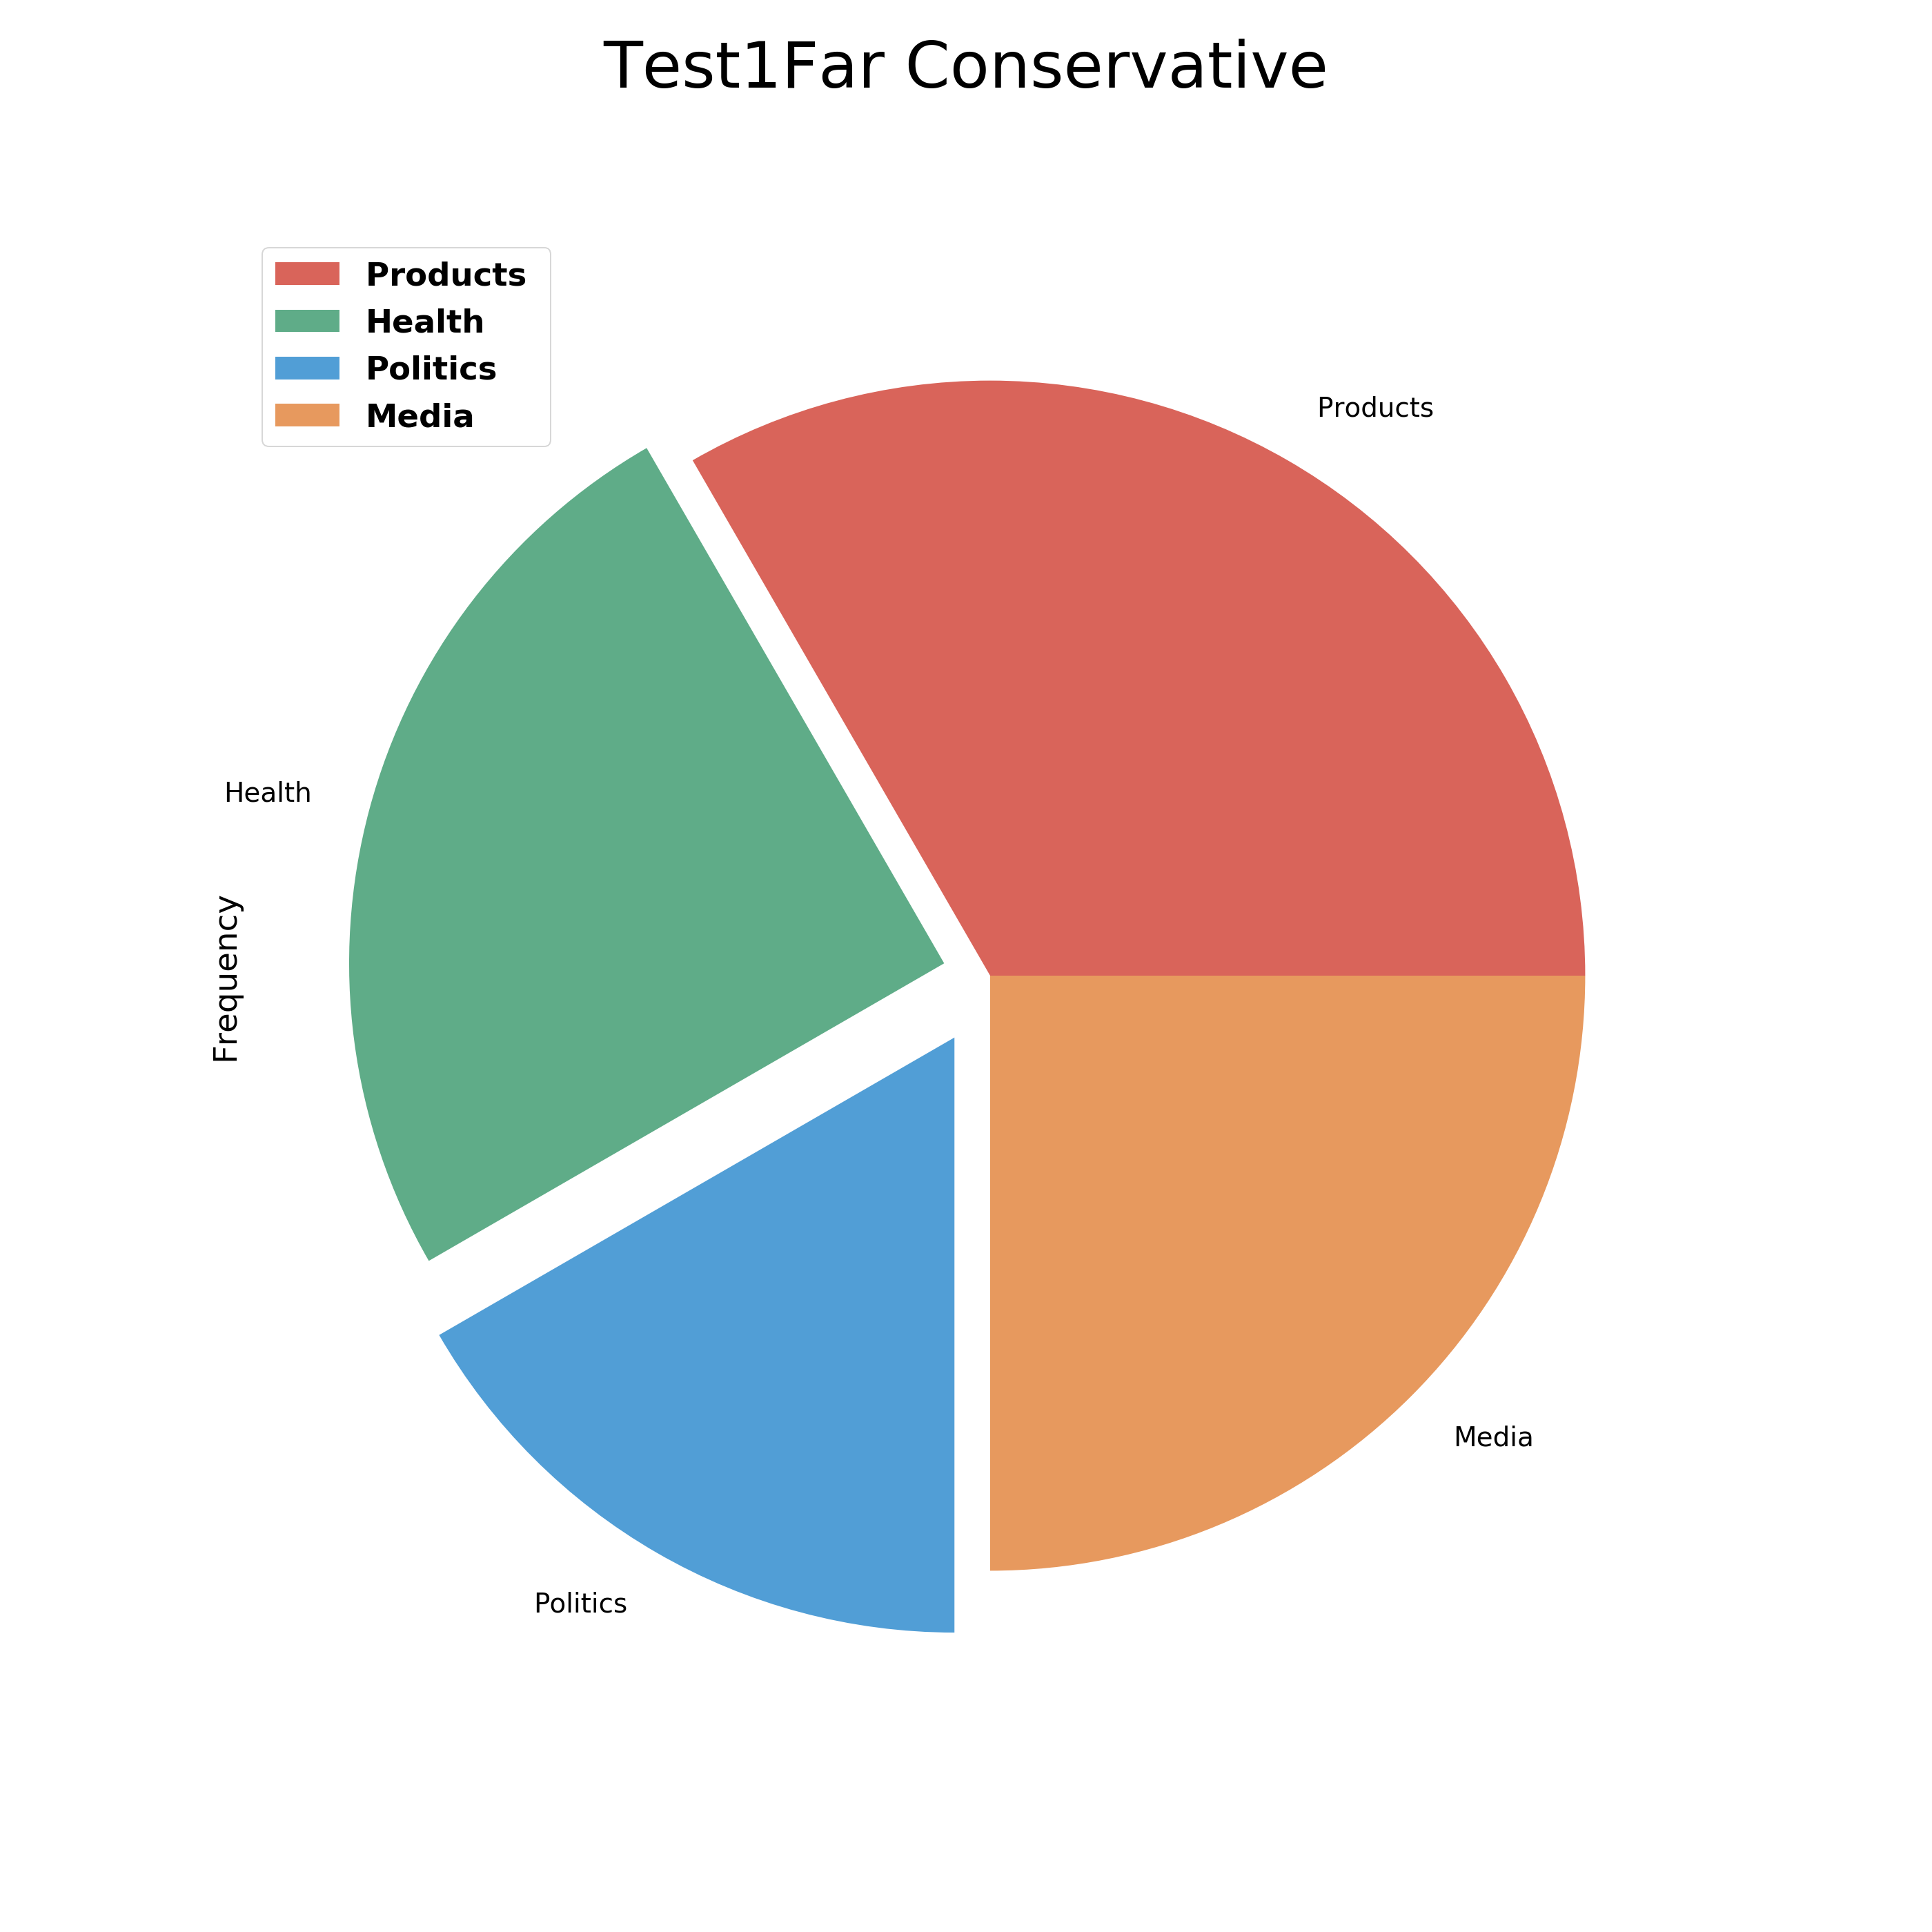 Test1Far Conservative
Products
Health
Politics
Media
Products
Health
Frequency
Media
Politics